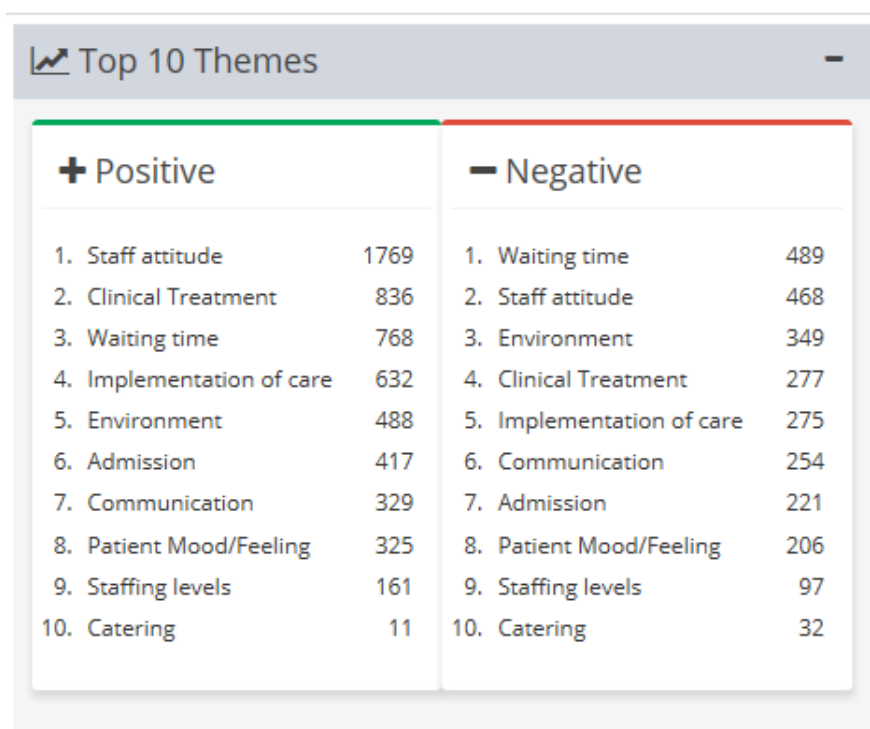 Top 10 Themes
Positive
1. Staff attitude 1769
2. Clinical Treatment 836
3. Waiting time 768
4. Implementation of care 632
5. Environment 488
6. Admission 417
7. Communication 329
8. Patient Mood/Feeling 325
9. Staffing levels 161
10. Catering 11
Negative
1. Waiting time 489
2. Staff attitude 468
3. Environment 349
4. Clinical Treatment 277
5. Implementation of care 275
6. Communication 254
7. Admission 221
8. Patient Mood/Feeling 206
9. Staffing levels 97
10. Catering 32